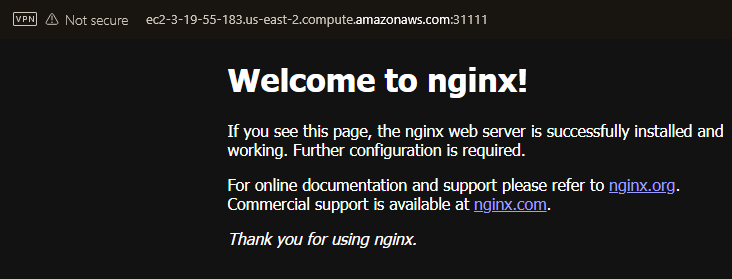 VPN Not secure ec2-3-19-55-183.us-east-2.compute.amazonaws.com:31111
Welcome to nginx!
If you see this page, the nginx web server is successfully installed and
working. Further configuration is required.
For online documentation and support please refer to nginx.org.
Commercial support is available at nginx.com.
Thank you for using nginx.